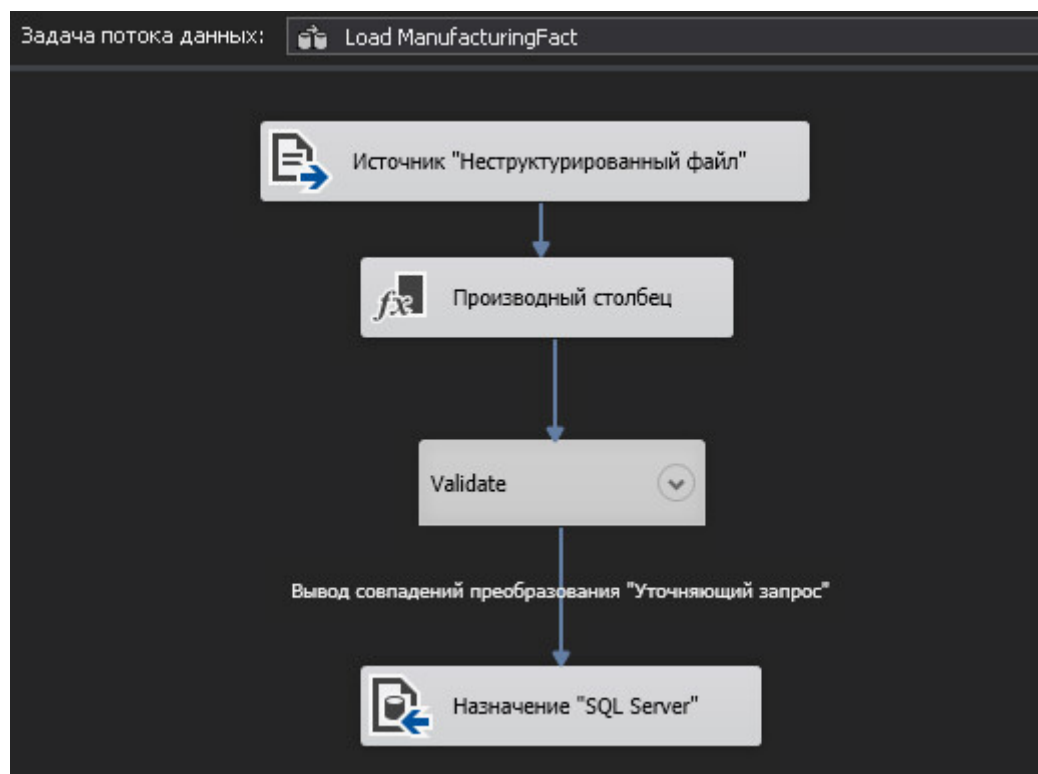 Задача потока данных: Load ManufacturingFact
Источник "Неструктурированный файл"
fx Производный столбец
Validate
Вывод совпадений преобразования "Уточняющий запрос"
Назначение "SQL Server"